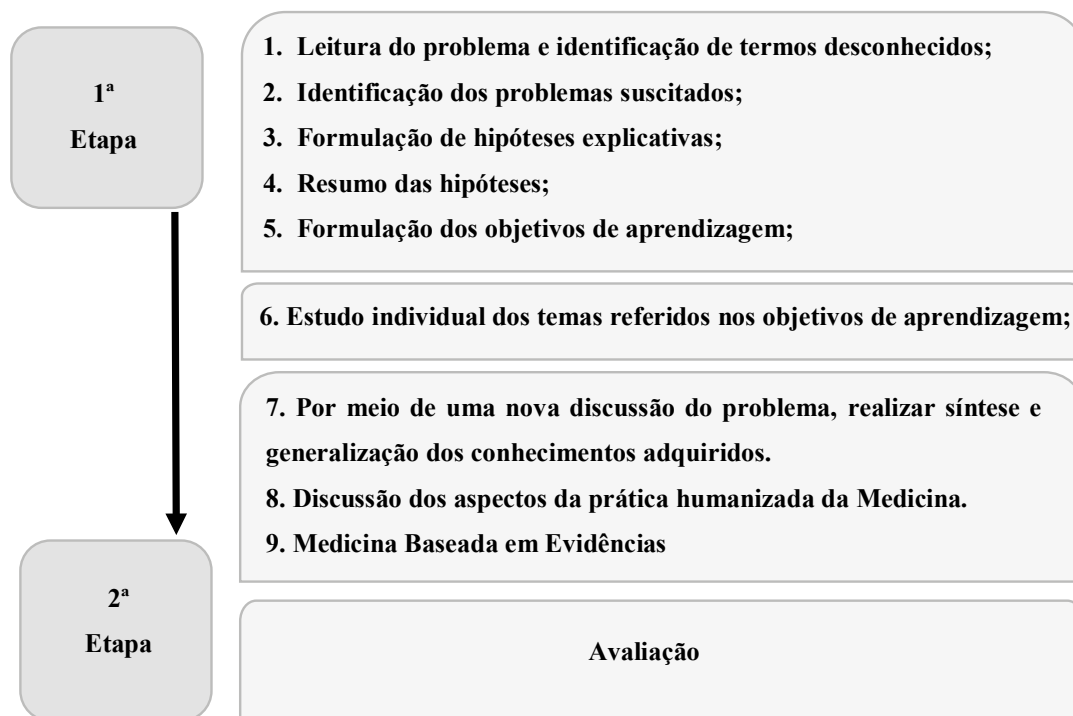 1ª
Etapa
1. Leitura do problema e identificação de termos desconhecidos;
2. Identificação dos problemas suscitados;
3. Formulação de hipóteses explicativas;
4. Resumo das hipóteses;
5. Formulação dos objetivos de aprendizagem;
6. Estudo individual dos temas referidos nos objetivos de aprendizagem;
7. Por meio de uma nova discussão do problema, realizar síntese e
generalização dos conhecimentos adquiridos.
8. Discussão dos aspectos da prática humanizada da Medicina.
9. Medicina Baseada em Evidências
2ª
Etapa
Avaliação